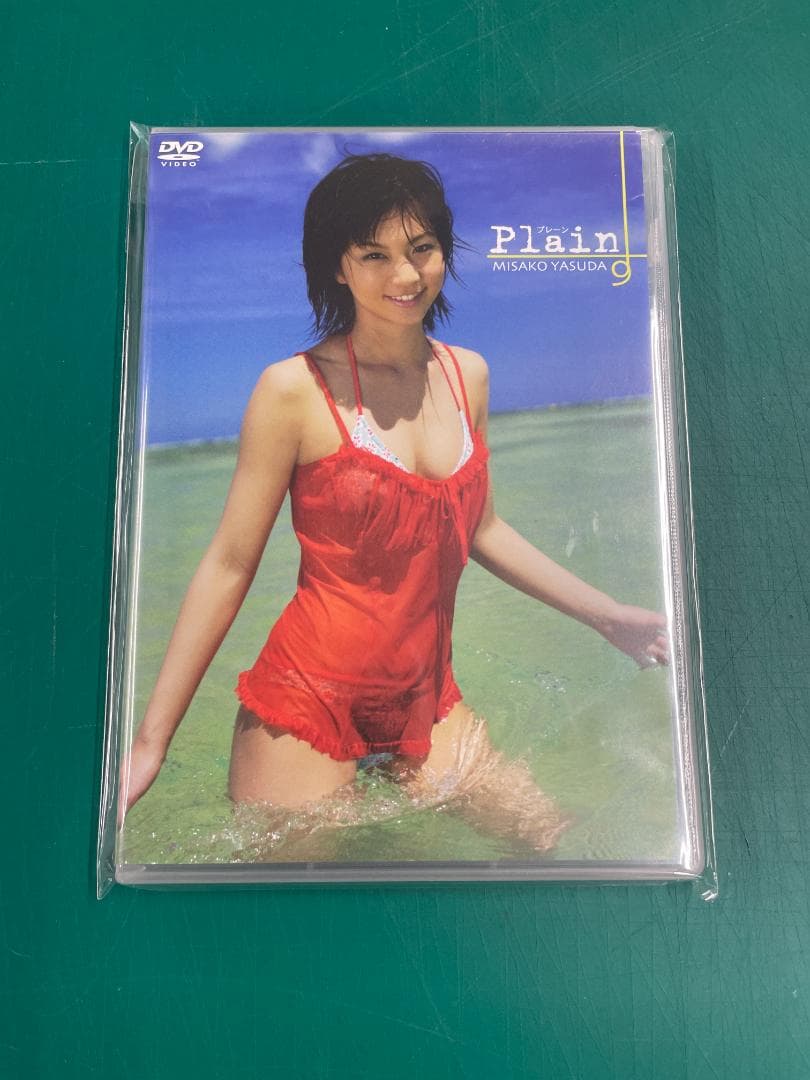 DVD
VIDEO
プレーン
Plain
MISAKO YASUDA